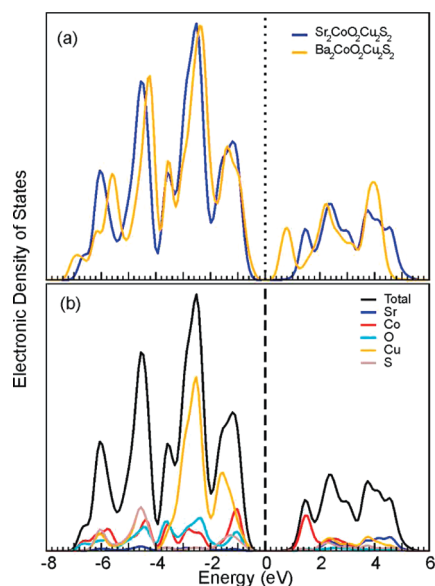 (a)
Sr₂CoO₂Cu₂S₂
Ba₂CoO₂Cu₂S₂
Electronic Density of States
(b)
Total
Sr
Co
O
Cu
S
-8 -6 -4 -2 0 2 4 6
Energy (eV)